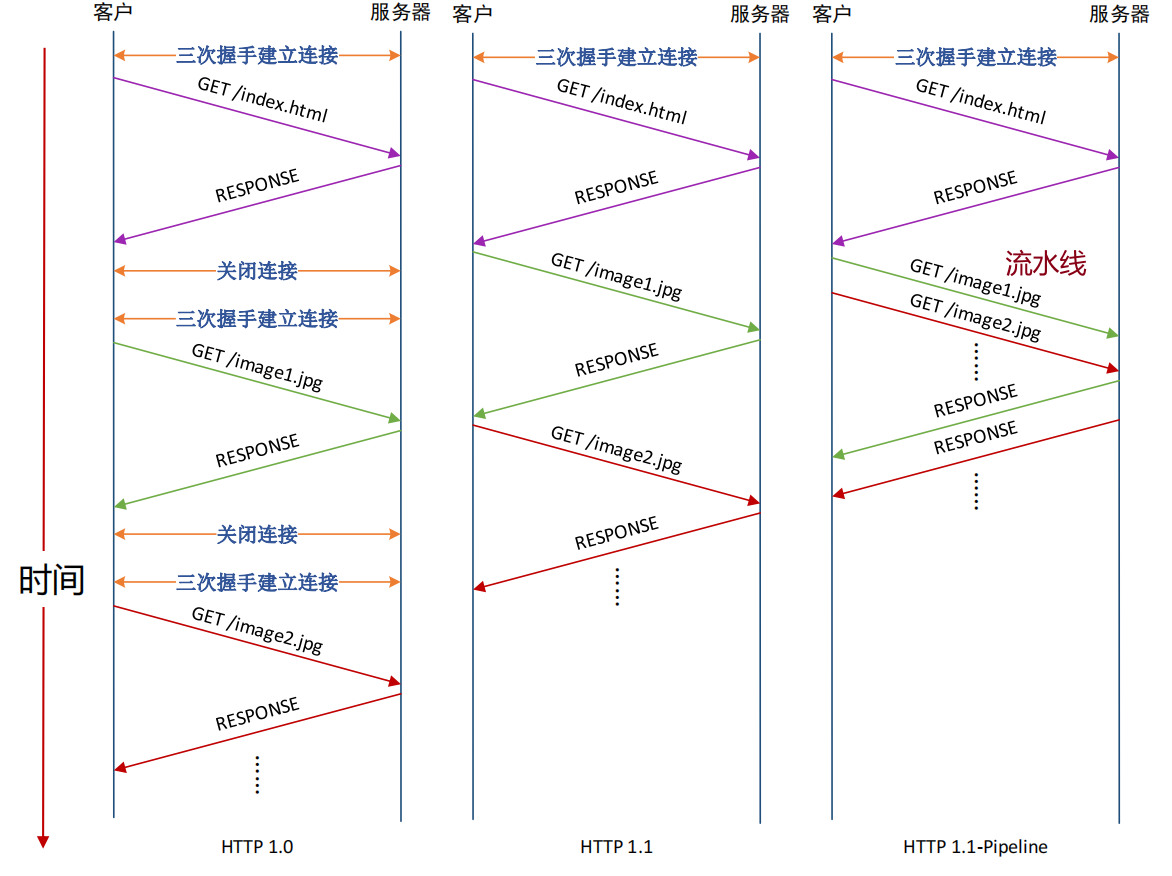 客户
服务器
三次握手建立连接
GET /index.html
RESPONSE
关闭连接
三次握手建立连接
GET /image1.jpg
RESPONSE
关闭连接
三次握手建立连接
GET /image2.jpg
RESPONSE
……
HTTP 1.0
客户
服务器
三次握手建立连接
GET /index.html
RESPONSE
GET /image1.jpg
RESPONSE
GET /image2.jpg
RESPONSE
……
HTTP 1.1
客户
服务器
三次握手建立连接
GET /index.html
RESPONSE
流水线
GET /image1.jpg
GET /image2.jpg
……
RESPONSE
RESPONSE
……
HTTP 1.1-Pipeline
时间